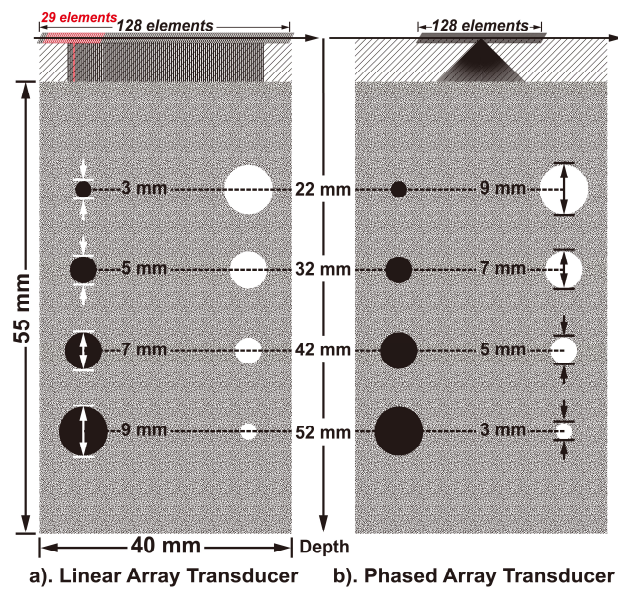 29 elements
128 elements
128 elements
3 mm
22 mm
9 mm
5 mm
32 mm
7 mm
55 mm
7 mm
42 mm
5 mm
9 mm
52 mm
3 mm
40 mm
Depth
a). Linear Array Transducer
b). Phased Array Transducer